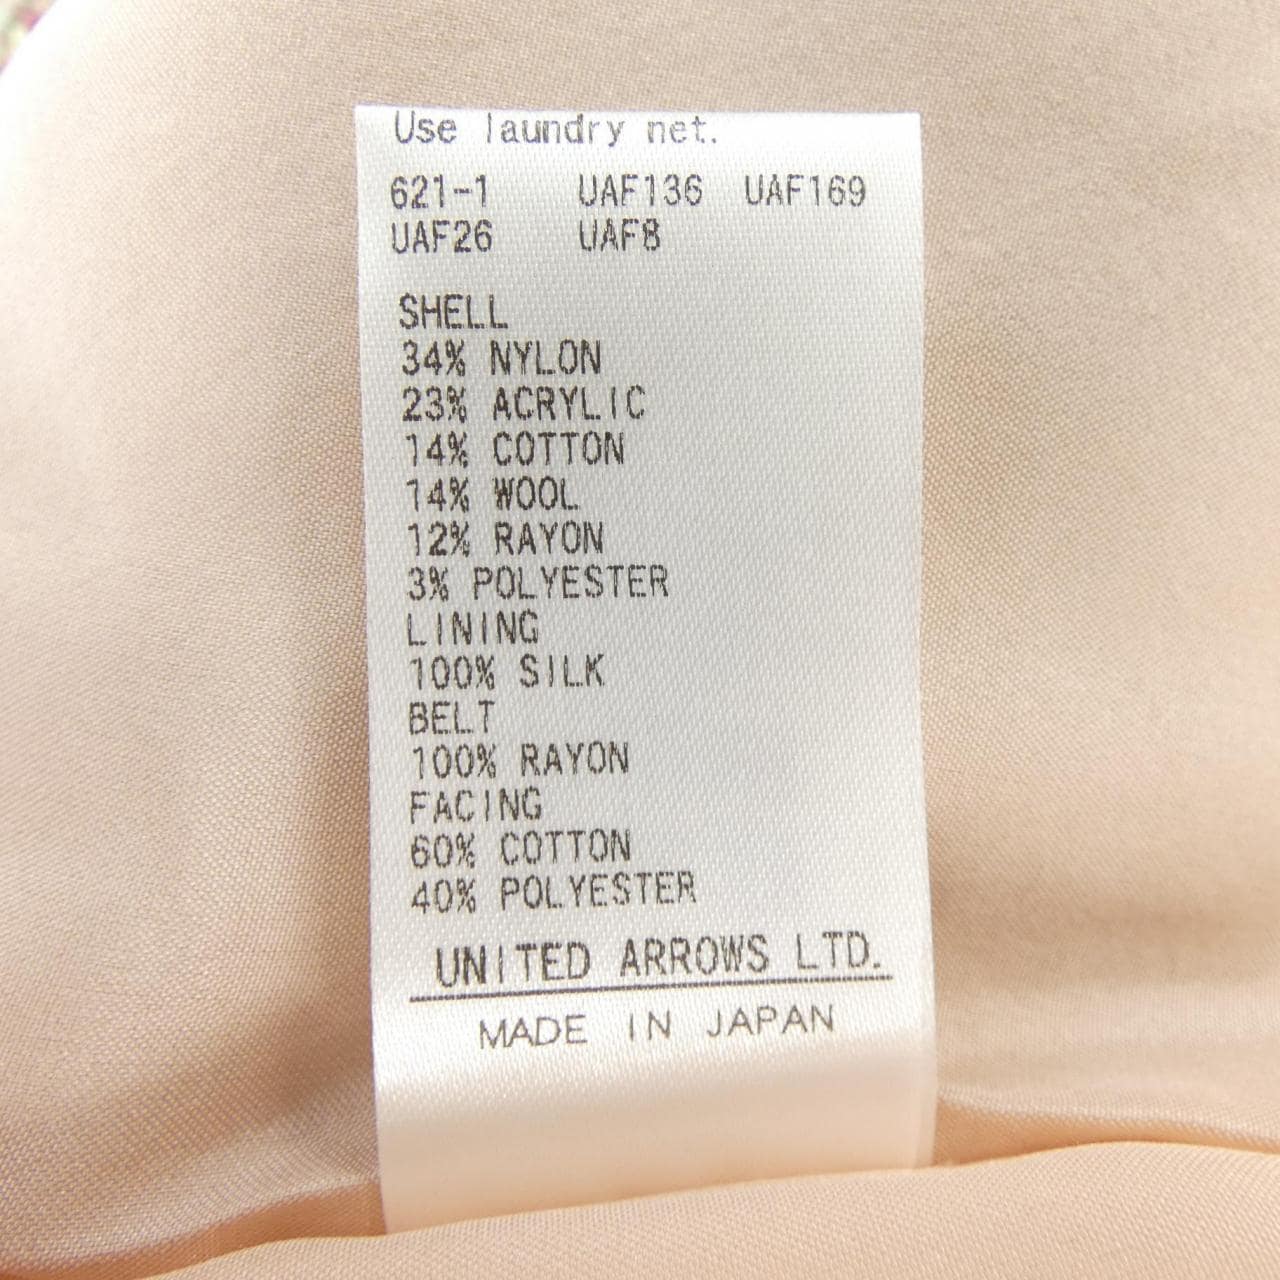 Use laundry net.
621-1 UAF136 UAF169
UAF26 UAF8
SHELL
34% NYLON
23% ACRYLIC
14% COTTON
14% WOOL
12% RAYON
3% POLYESTER
LINING
100% SILK
BELT
100% RAYON
FACING
60% COTTON
40% POLYESTER
UNITED ARROWS LTD.
MADE IN JAPAN